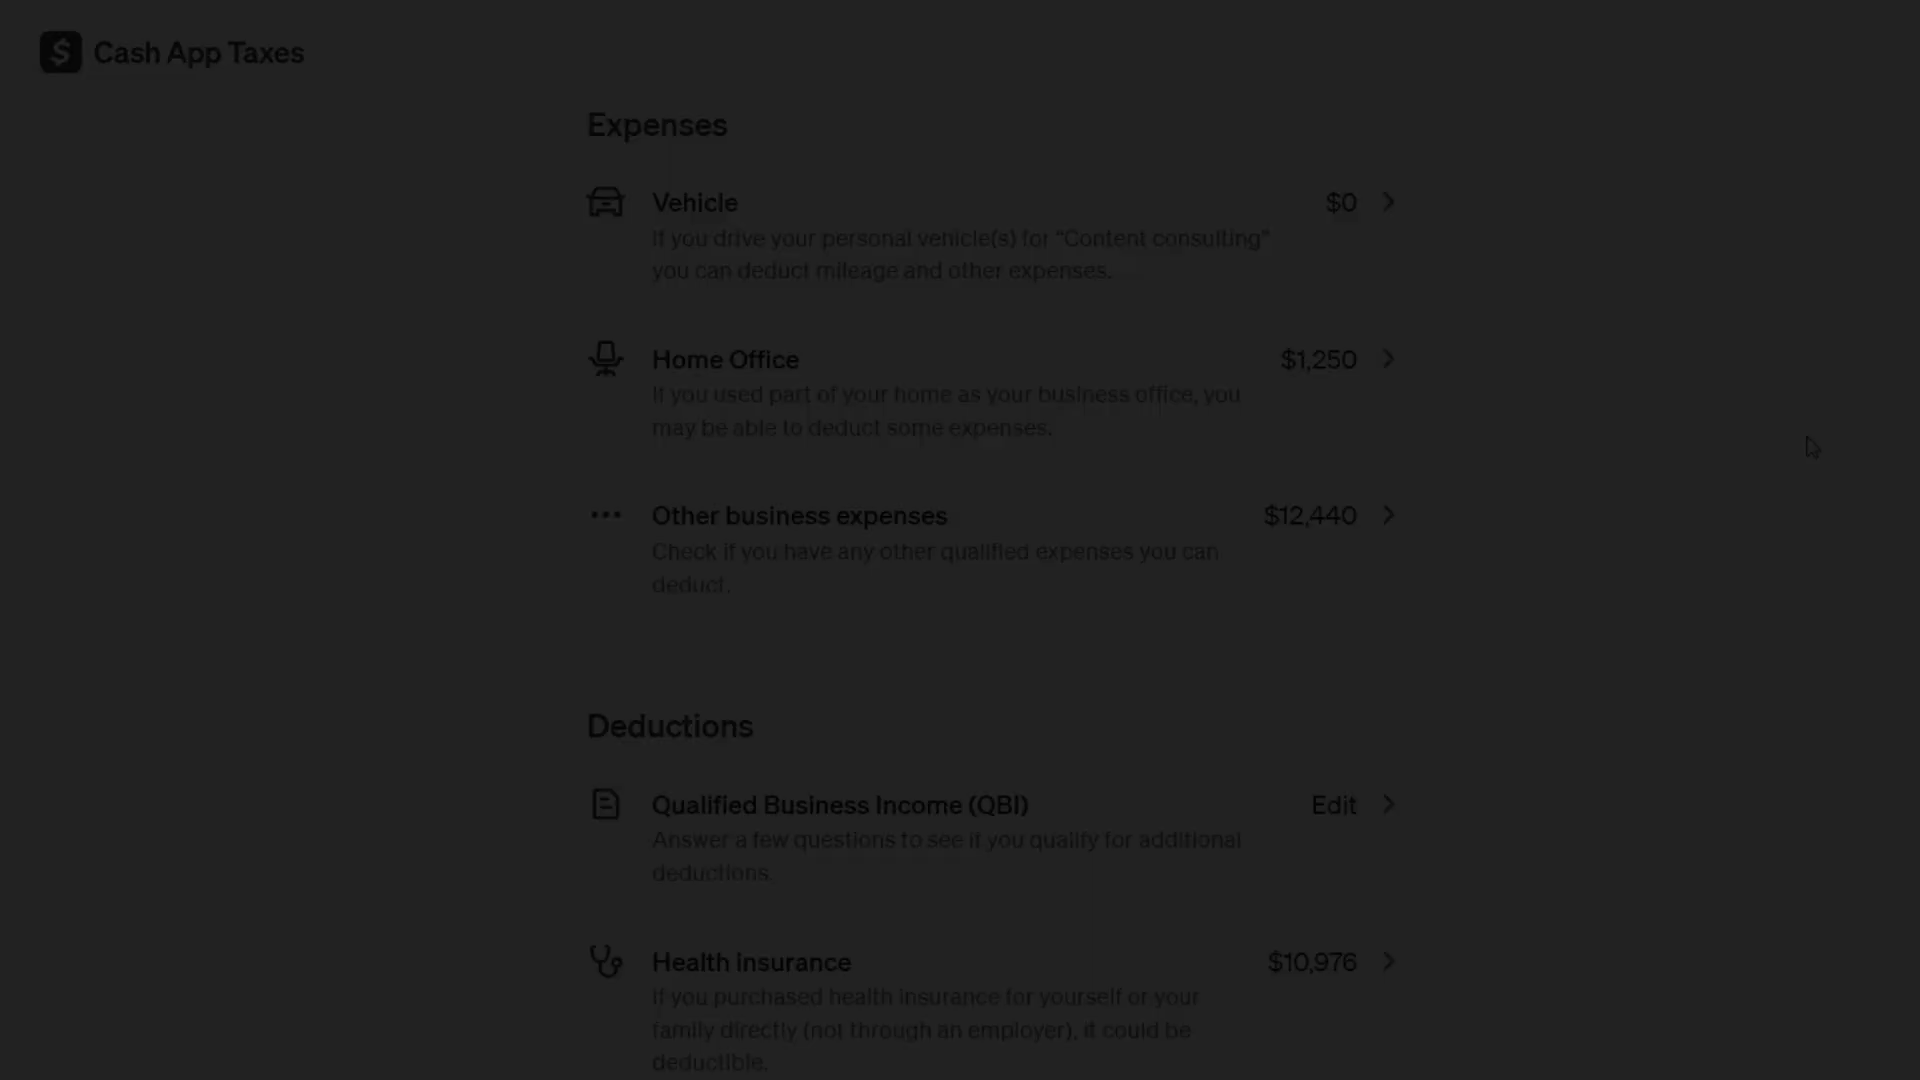 Cash App Taxes
Expenses
Vehicle $0
If you drive your personal vehicle(s) for “Content consulting”
you can deduct mileage and other expenses.
Home Office $1,250
If you used part of your home as your business office, you
may be able to deduct some expenses.
Other business expenses $12,440
Check if you have any other qualified expenses you can
deduct.
Deductions
Qualified Business Income (QBI) Edit
Answer a few questions to see if you qualify for additional
deductions.
Health insurance $10,976
If you purchased health insurance for yourself or your
family directly (not through an employer), it could be
deductible.